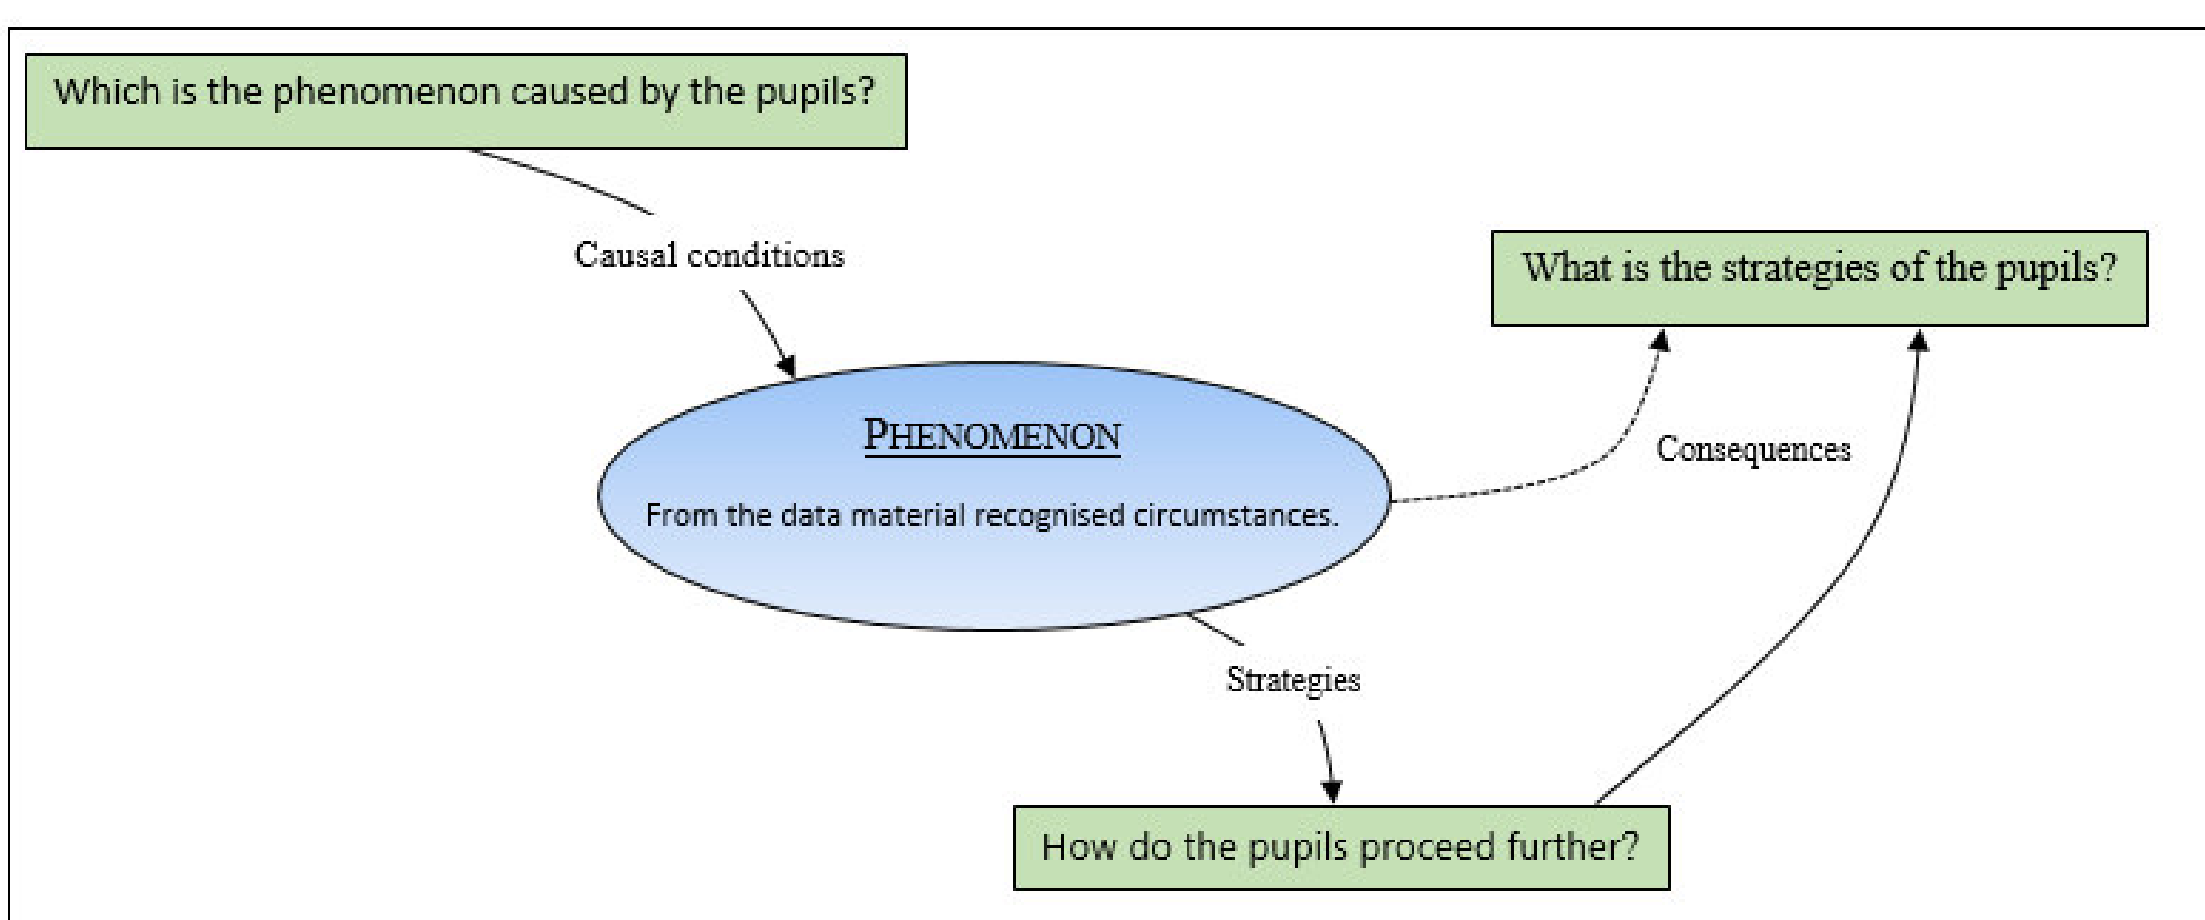 Which is the phenomenon caused by the pupils?
Causal conditions
What is the strategies of the pupils?
PHENOMENON
From the data material recognised circumstances.
Consequences
Strategies
How do the pupils proceed further?